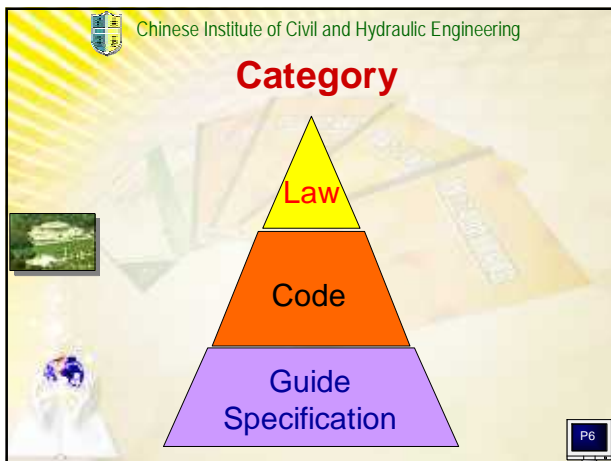 Chinese Institute of Civil and Hydraulic Engineering
Category
Law
Code
Guide
Specification
P6